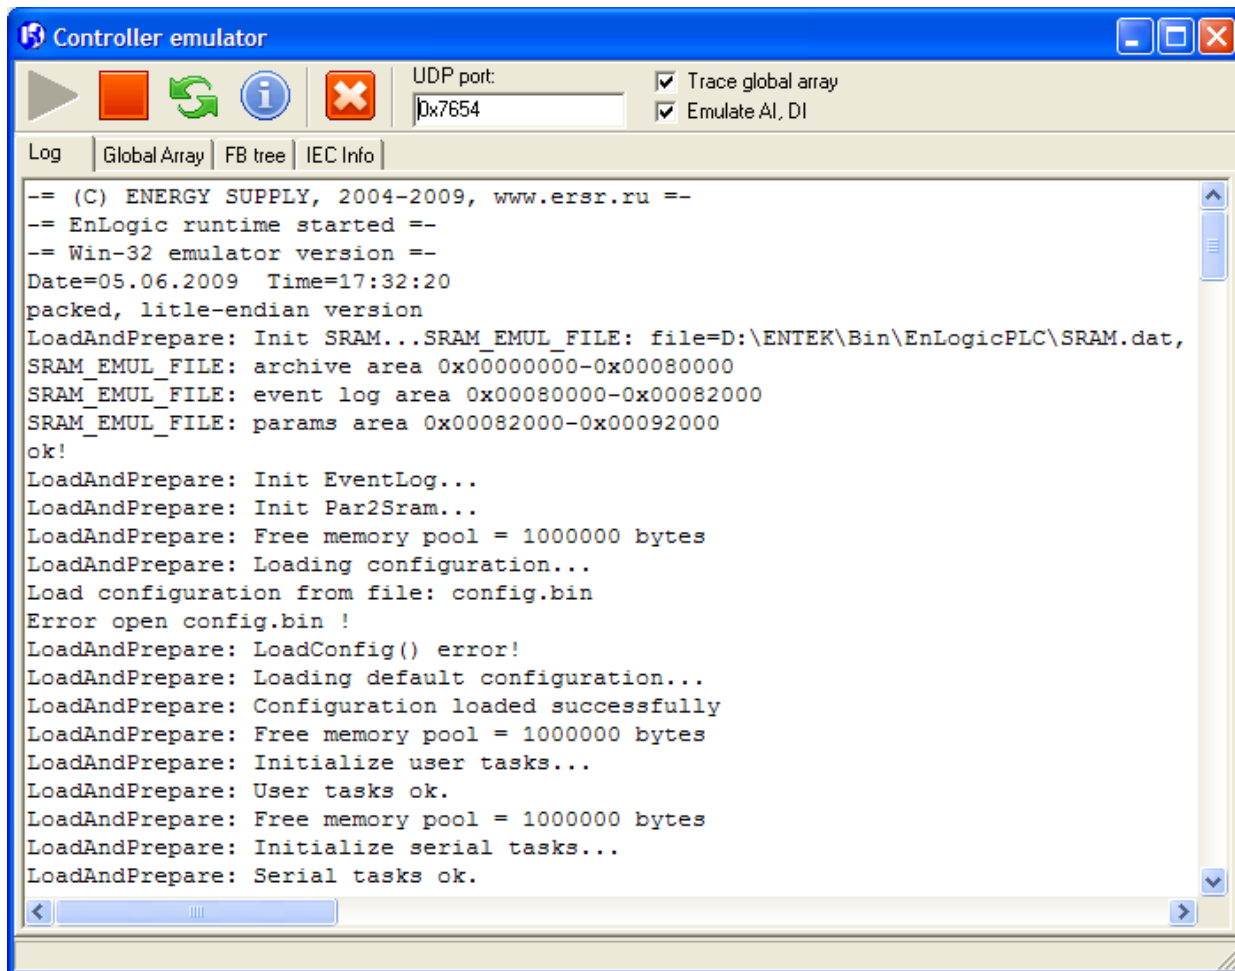 Controller emulator
UDP port:
0x7654
Trace global array
Emulate AI, DI
Log
Global Array
FB tree
IEC Info
-= (C) ENERGY SUPPLY, 2004-2009, www.ersr.ru =-
-= EnLogic runtime started =-
-= Win-32 emulator version =-
Date=05.06.2009  Time=17:32:20
packed, litle-endian version
LoadAndPrepare: Init SRAM...SRAM_EMUL_FILE: file=D:\ENTEK\Bin\EnLogicPLC\SRAM.dat,
SRAM_EMUL_FILE: archive area 0x00000000-0x00080000
SRAM_EMUL_FILE: event log area 0x00080000-0x00082000
SRAM_EMUL_FILE: params area 0x00082000-0x00092000
ok!
LoadAndPrepare: Init EventLog...
LoadAndPrepare: Init Par2Sram...
LoadAndPrepare: Free memory pool = 1000000 bytes
LoadAndPrepare: Loading configuration...
Load configuration from file: config.bin
Error open config.bin !
LoadAndPrepare: LoadConfig() error!
LoadAndPrepare: Loading default configuration...
LoadAndPrepare: Configuration loaded successfully
LoadAndPrepare: Free memory pool = 1000000 bytes
LoadAndPrepare: Initialize user tasks...
LoadAndPrepare: User tasks ok.
LoadAndPrepare: Free memory pool = 1000000 bytes
LoadAndPrepare: Initialize serial tasks...
LoadAndPrepare: Serial tasks ok.